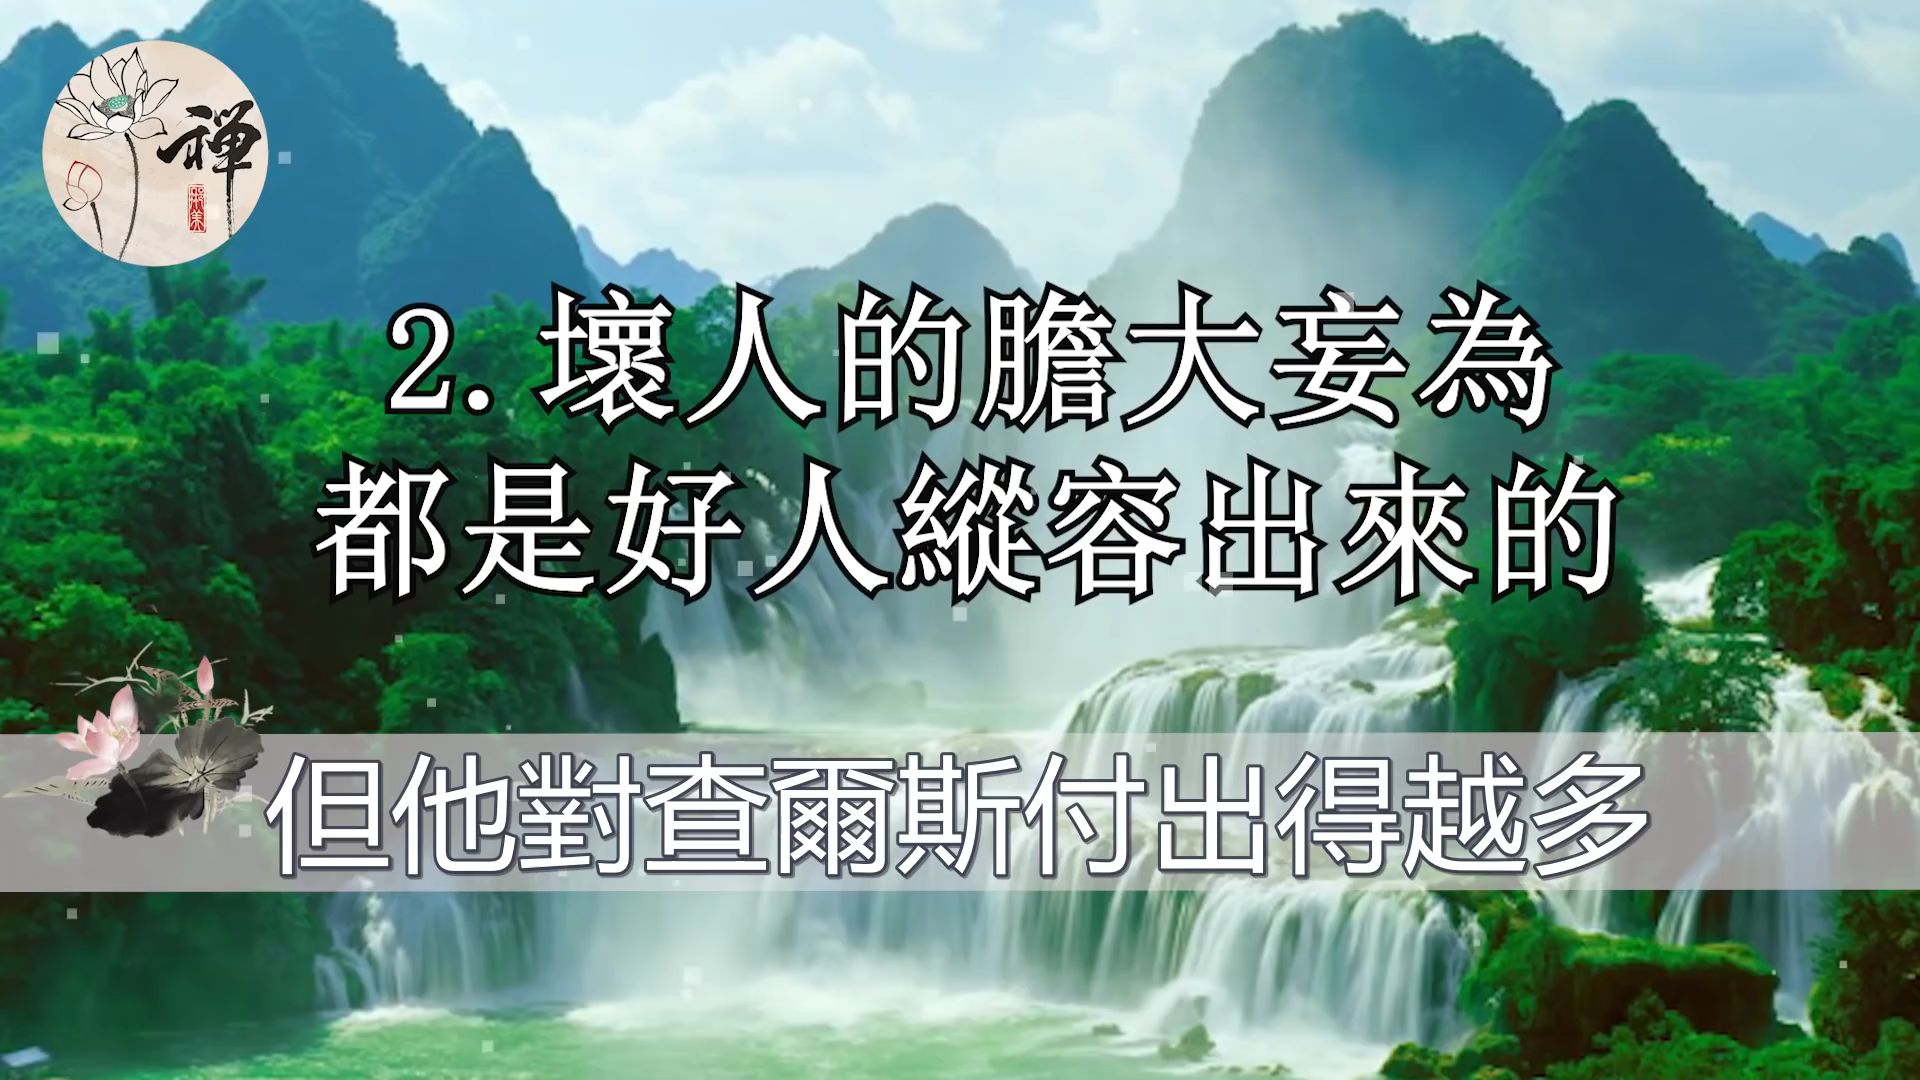 禅
2.壞人的膽大妄為
都是好人縱容出來的
但他對查爾斯付出得越多